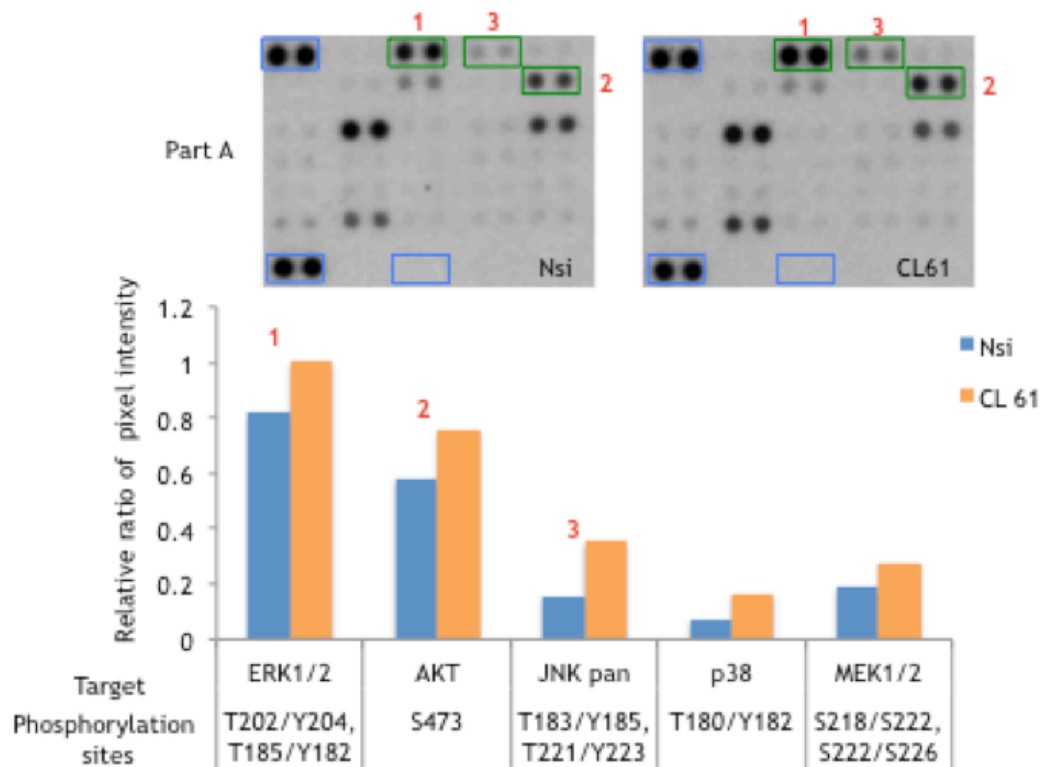 1 3 1 3
2 2
Part A
Nsi CL61
Relative ratio of pixel intensity
1.2
1
0.8
0.6
0.4
0.2
0
1
2
3
Nsi
CL 61
Target ERK1/2 AKT JNK pan p38 MEK1/2
Phosphorylation T202/Y204, S473 T183/Y185, T180/Y182 S218/S222,
sites T185/Y182 T221/Y223 S222/S226